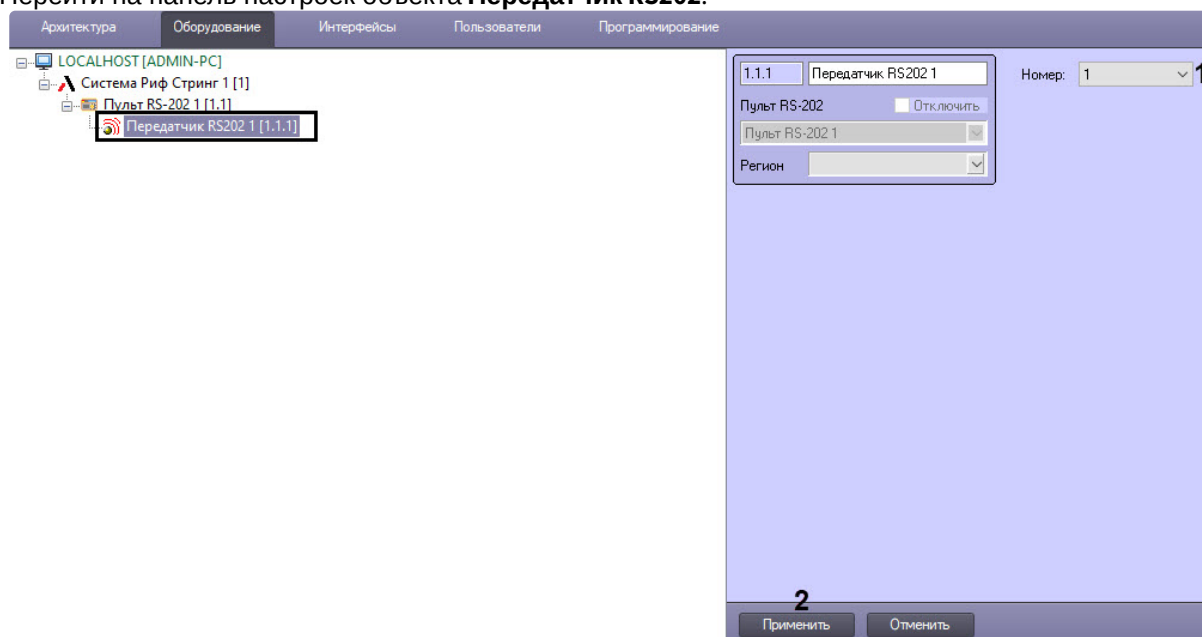 Перейти на панель настроек объекта Передатчик RS202.
Архитектура Оборудование Интерфейсы Пользователи Программирование
LOCALHOST [ADMIN-PC]
Система Риф Стринг 1 [1]
Пульт RS-202 1 [1.1]
Передатчик RS202 1 [1.1.1]
1.1.1 Передатчик RS202 1 Номер: 1 1
Пульт RS-202 Отключить
Пульт RS-202 1
Регион
2
Применить Отменить